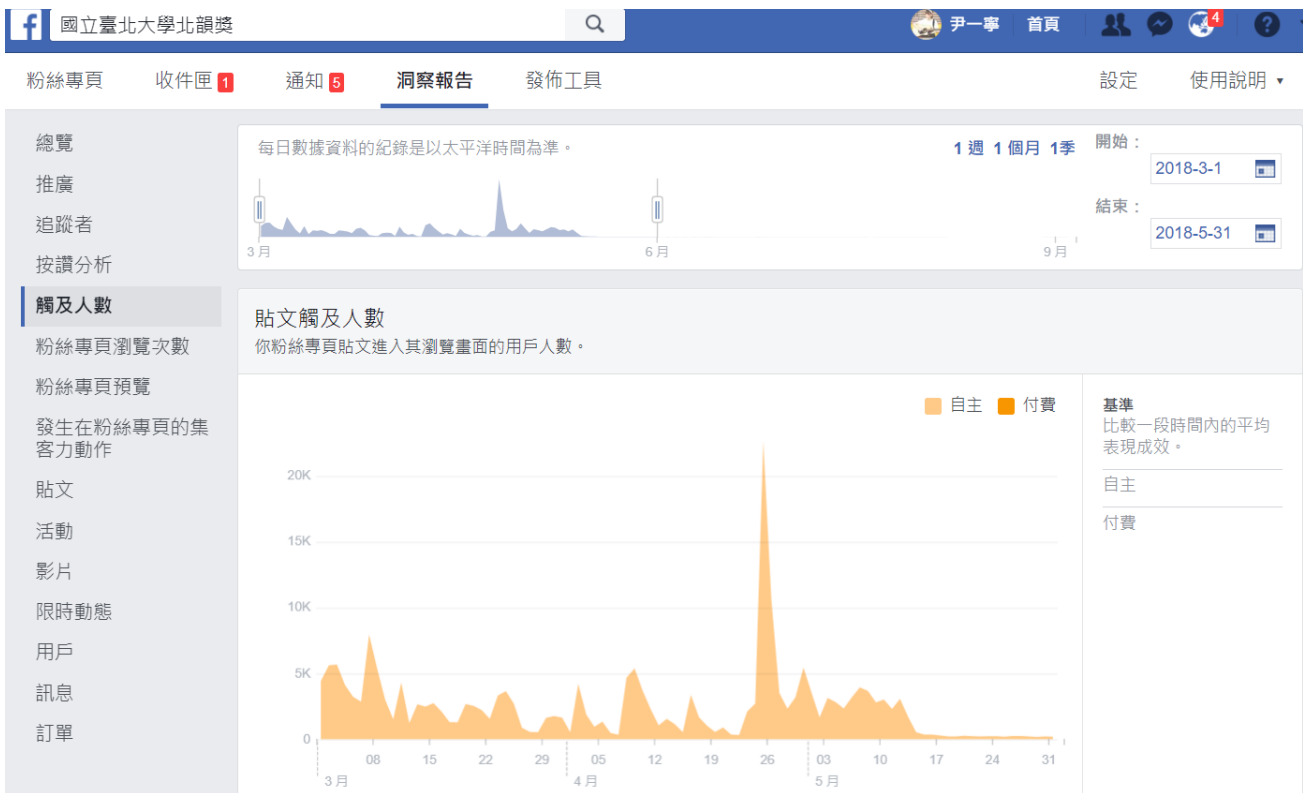 f 國立臺北大學北韻獎 尹一寧 首頁 4 ?
粉絲專頁 收件匣 1 通知 5 洞察報告 發佈工具 設定 使用說明 ▾
總覽
推廣
追蹤者
按讚分析
觸及人數
粉絲專頁瀏覽次數
粉絲專頁預覽
發生在粉絲專頁的集
客力動作
貼文
活動
影片
限時動態
用戶
訊息
訂單
每日數據資料的紀錄是以太平洋時間為準。 1 週 1 個月 1季
開始：
2018-3-1
結束：
2018-5-31
3 月 6 月 9 月
貼文觸及人數
你粉絲專頁貼文進入其瀏覽畫面的用戶人數。
自主 付費
20K
15K
10K
5K
0
08 15 22 29 05 12 19 26 03 10 17 24 31
3 月 4 月 5 月
基準
比較一段時間內的平均
表現成效。
自主
付費